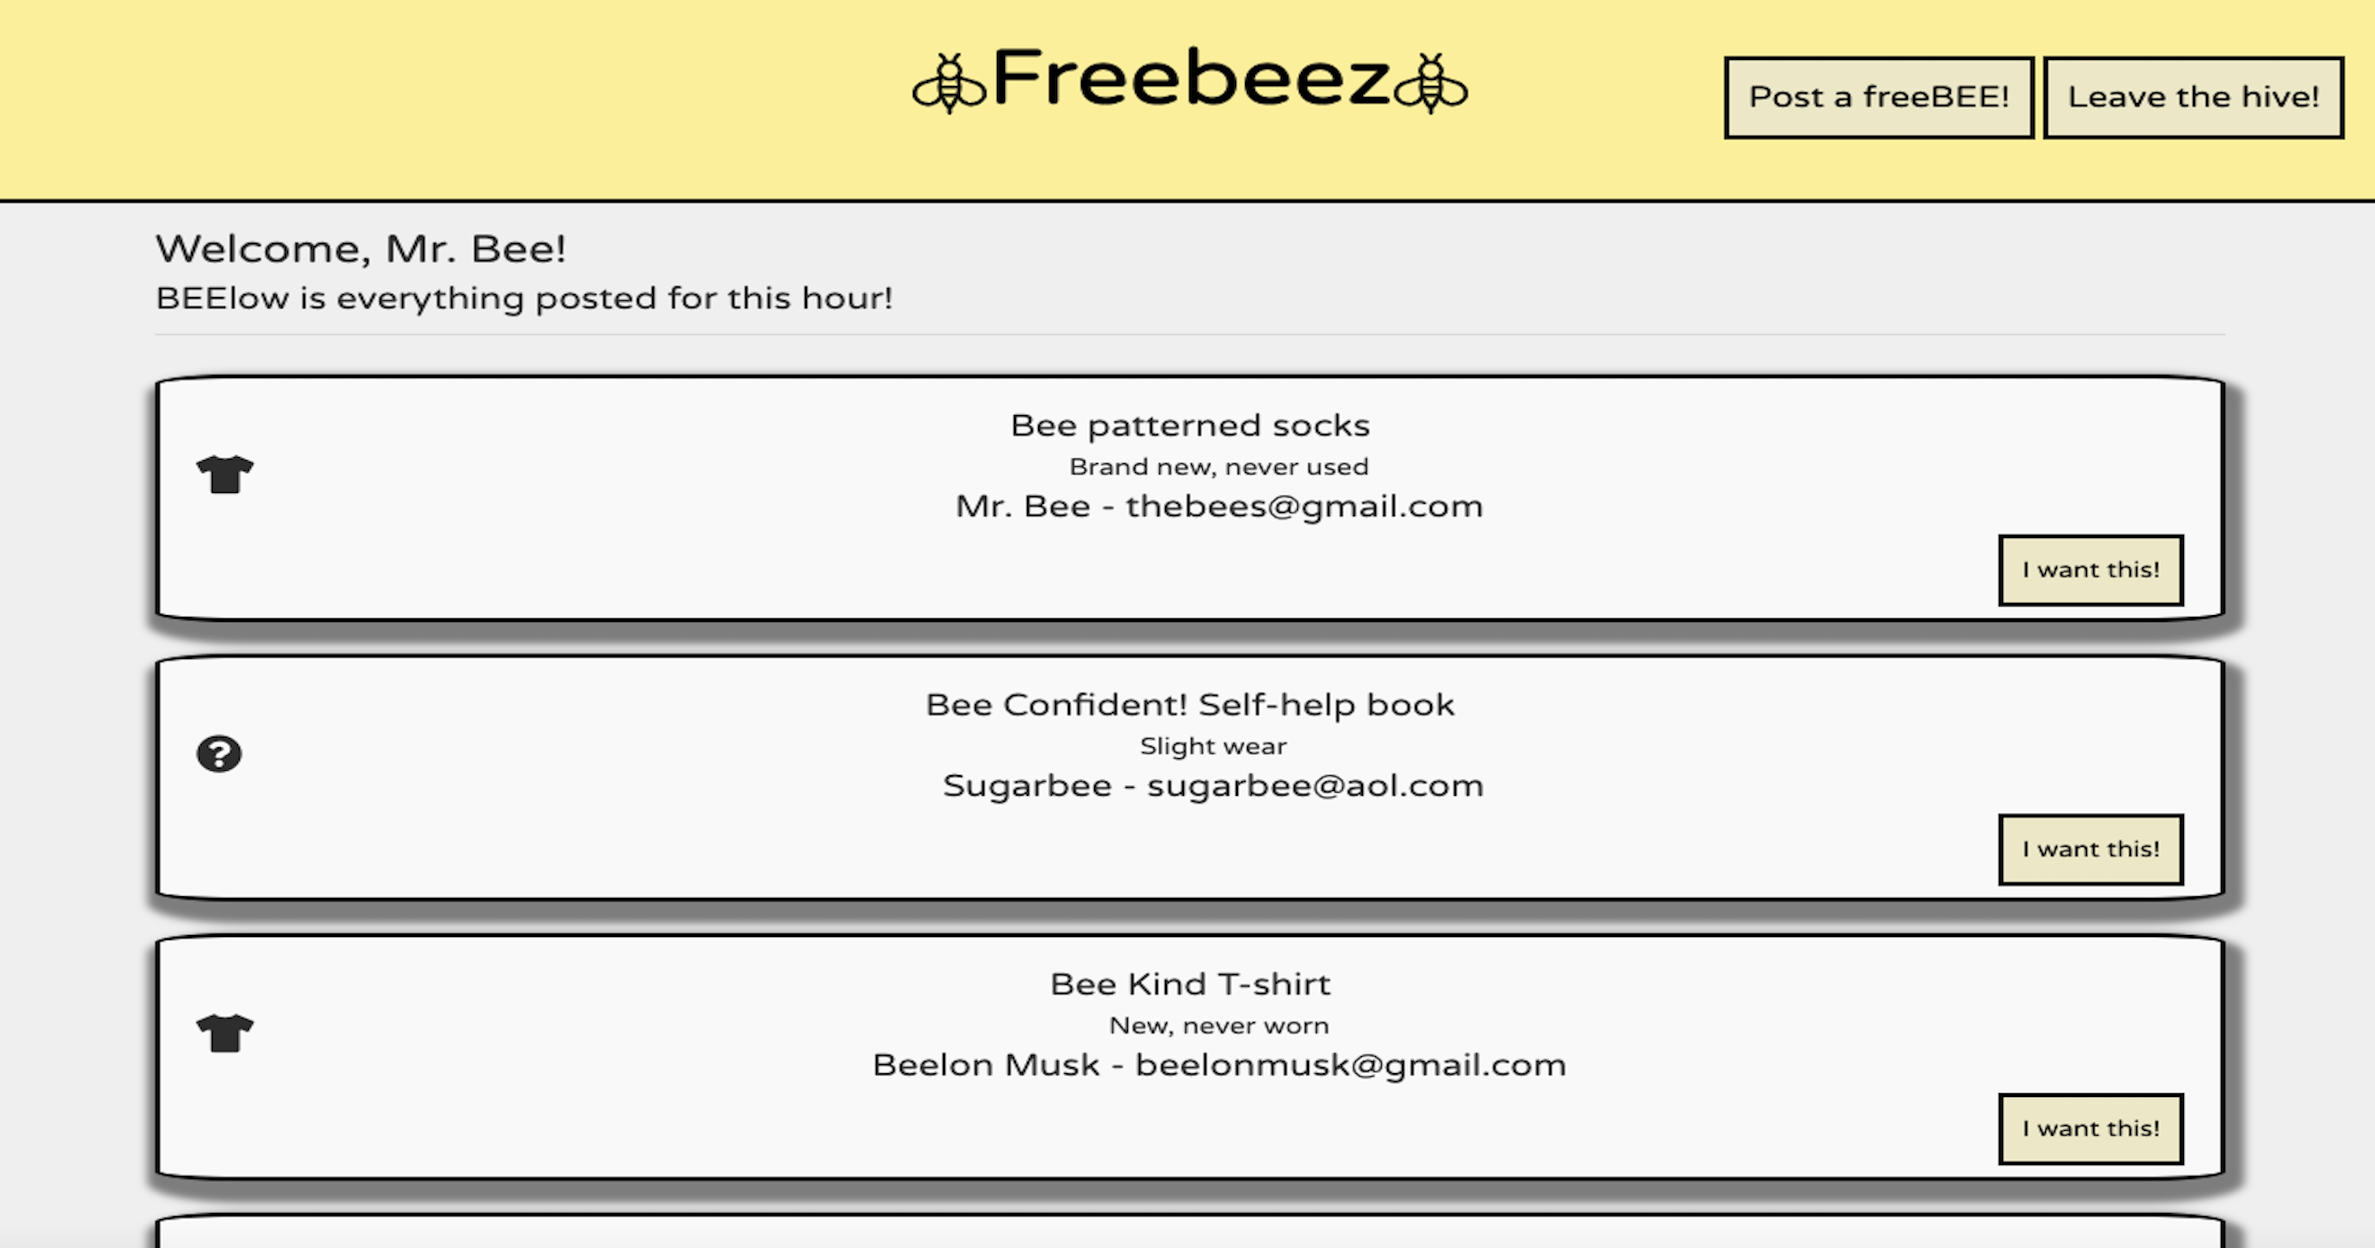 Freebeez
Post a freeBEE!
Leave the hive!
Welcome, Mr. Bee!
BEElow is everything posted for this hour!
Bee patterned socks
Brand new, never used
Mr. Bee - thebees@gmail.com
I want this!
Bee Confident! Self-help book
Slight wear
Sugarbee - sugarbee@aol.com
I want this!
Bee Kind T-shirt
New, never worn
Beelon Musk - beelonmusk@gmail.com
I want this!